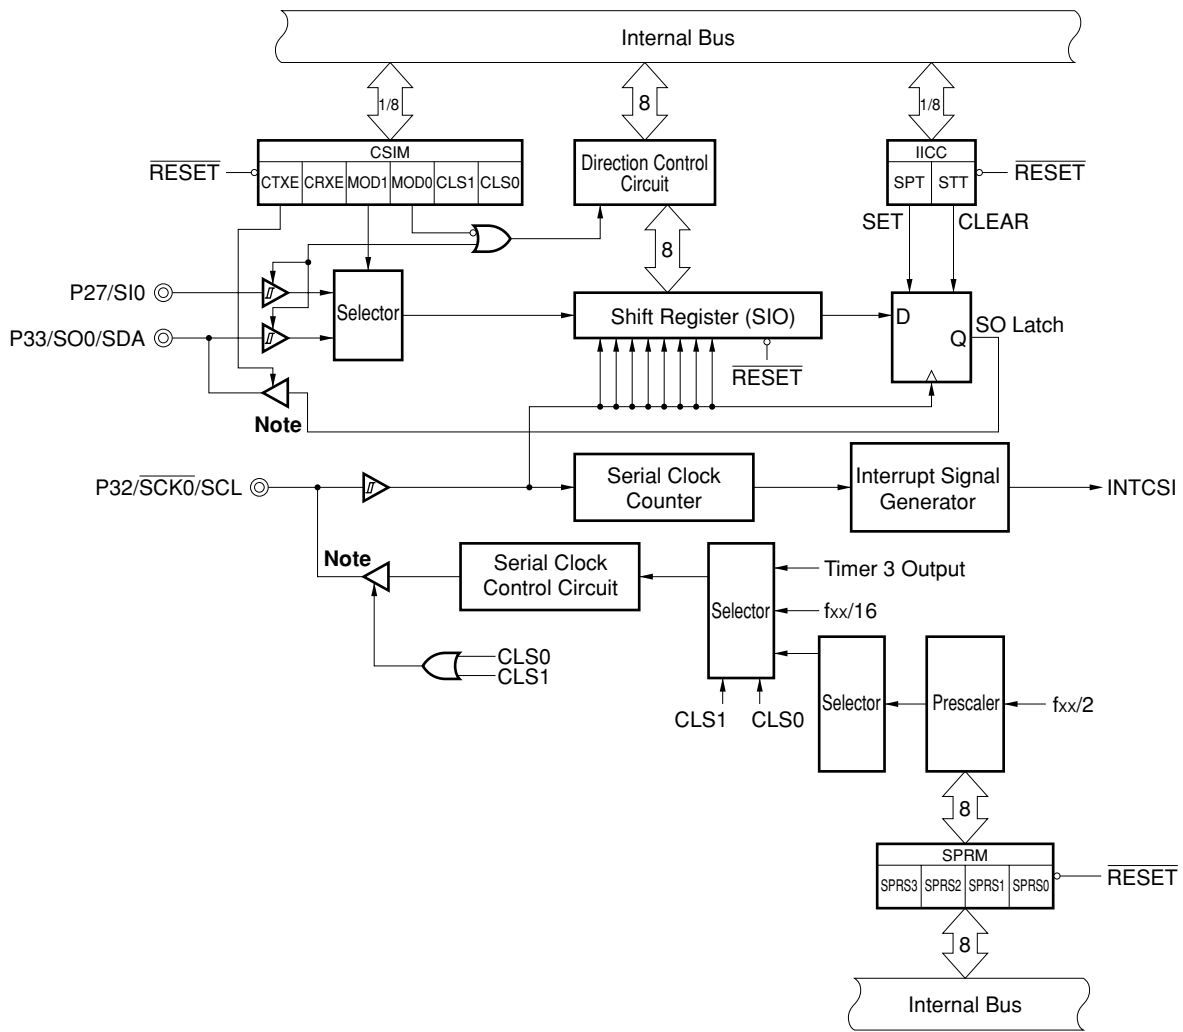 Internal Bus
1/8
8
1/8
CSIM
CTXE CRXE MOD1 MOD0 CLS1 CLS0
RESET
Direction Control
Circuit
IICC
SPT STT
RESET
SET
CLEAR
8
P27/SI0
P33/SO0/SDA
Selector
Shift Register (SIO)
RESET
D
Q
SO Latch
Note
P32/SCK0/SCL
Serial Clock
Counter
Interrupt Signal
Generator
INTCSI
Note
Serial Clock
Control Circuit
Selector
Timer 3 Output
fxx/16
CLS0
CLS1
CLS1
CLS0
Selector
Prescaler
fxx/2
8
SPRM
SPRS3 SPRS2 SPRS1 SPRS0
RESET
8
Internal Bus